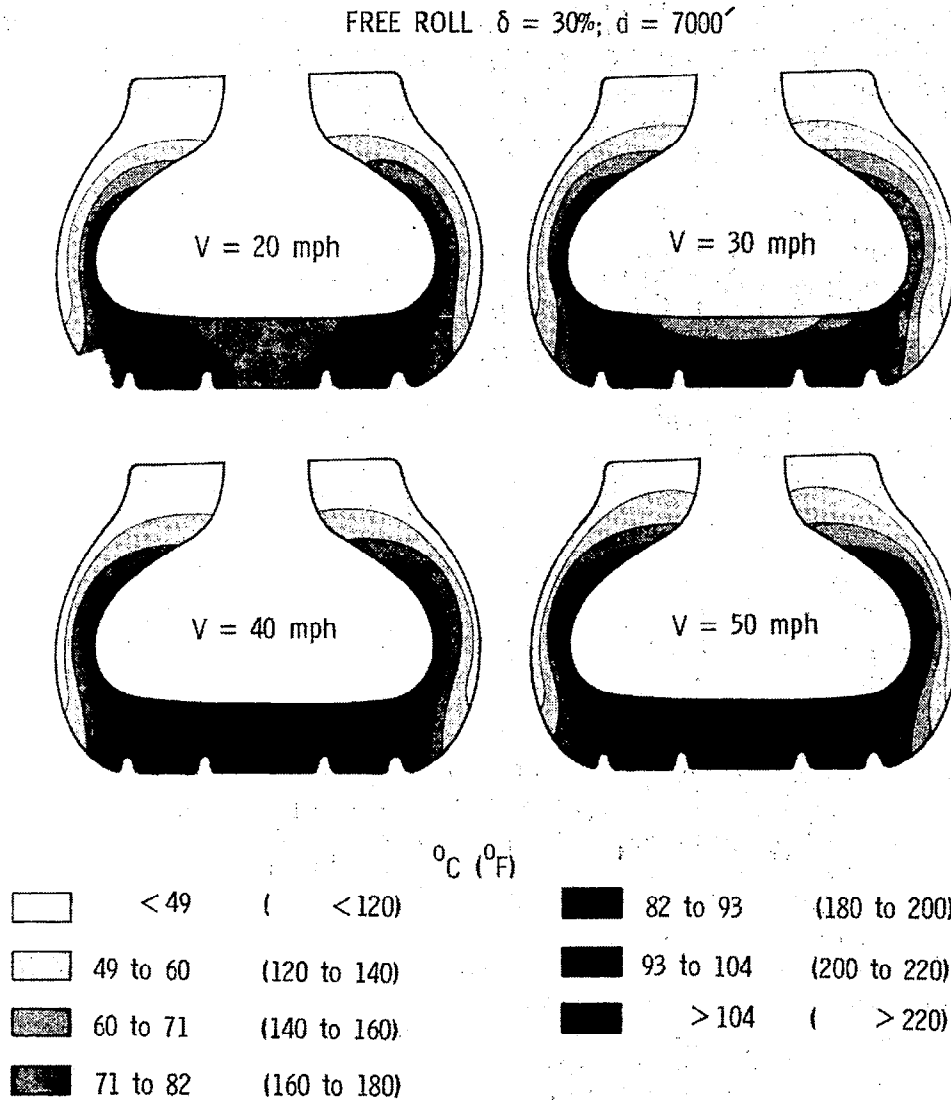 FREE ROLL δ = 30%; d = 7000′
V = 20 mph
V = 30 mph
V = 40 mph
V = 50 mph
°C (°F)
< 49 ( < 120)
49 to 60 (120 to 140)
60 to 71 (140 to 160)
71 to 82 (160 to 180)
82 to 93 (180 to 200)
93 to 104 (200 to 220)
> 104 ( > 220)